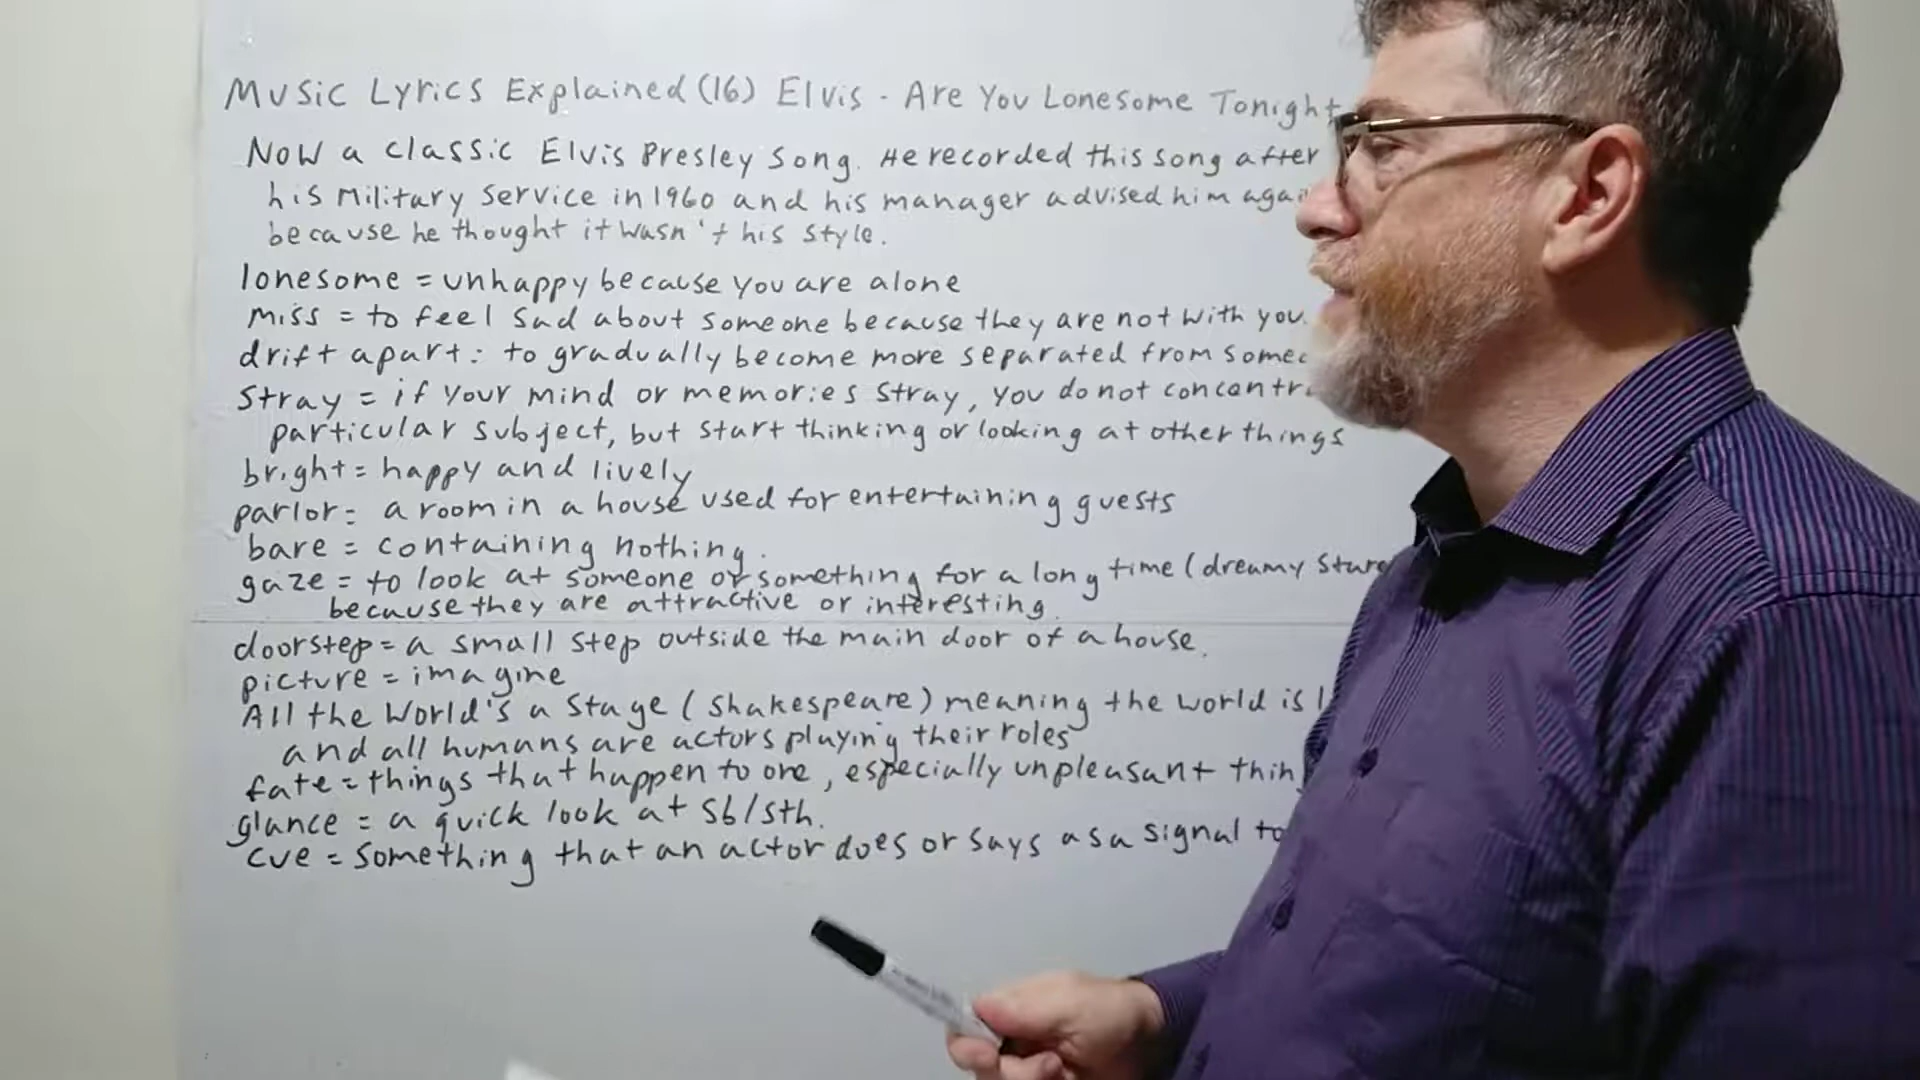 Music Lyrics Explained (16) Elvis - Are You Lonesome Tonight
Now a classic Elvis Presley song. He recorded this song after
his military service in 1960 and his manager advised him
because he thought it wasn't his style.
lonesome = unhappy because you are alone
miss = to feel sad about someone because they are not with you.
drift apart: to gradually become more separated from
stray = if your mind or memories stray, you do not
particular subject, but start thinking or looking at other things
bright = happy and lively
parlor = a room in a house used for entertaining guests
bare = containing nothing.
gaze = to look at someone or something for a long time (dreamy stare
because they are attractive or interesting.
doorstep = a small step outside the main door of a house.
picture = imagine
All the World's a Stage (Shakespeare) meaning the world is
and all humans are actors playing their roles
fate = things that happen to one, especially unpleasant
glance = a quick look at sb/sth.
cue = something that an actor does or says as a signal to